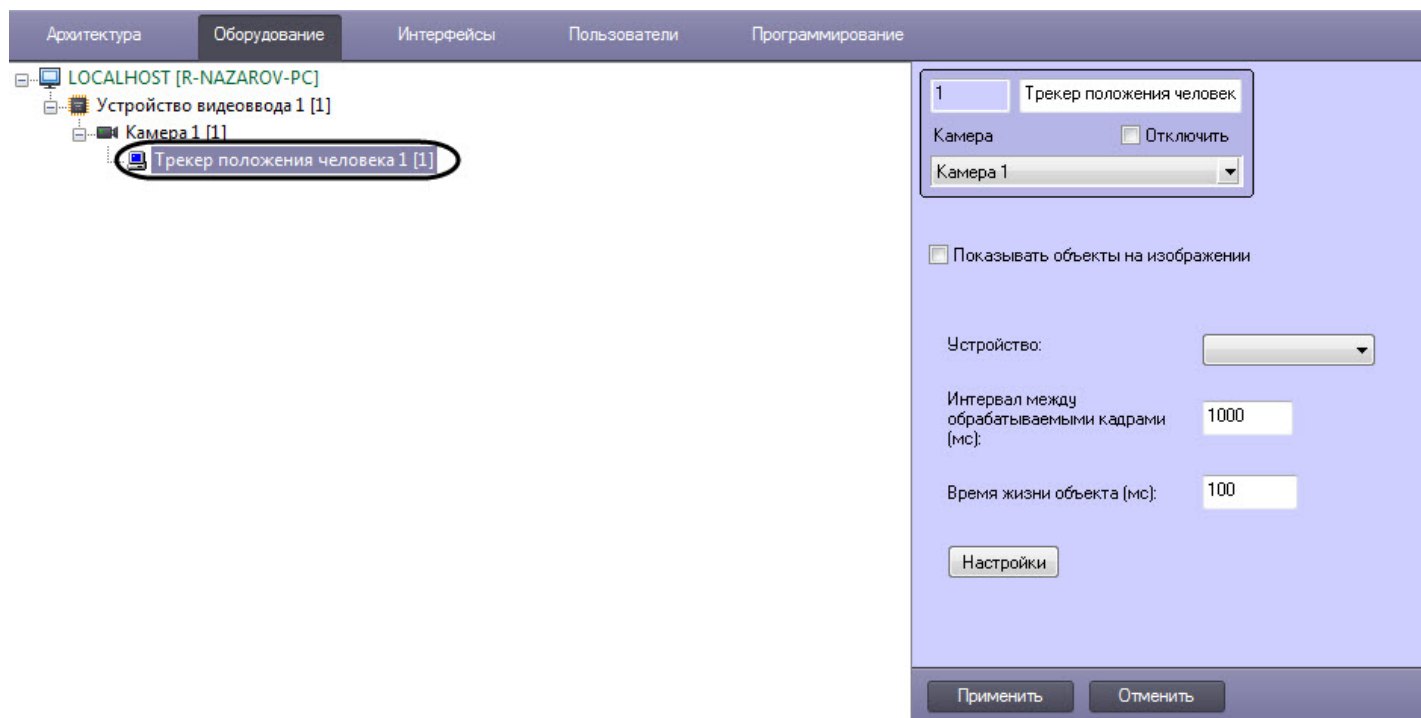 Архитектура Оборудование Интерфейсы Пользователи Программирование
LOCALHOST [R-NAZAROV-PC]
Устройство видеоввода 1 [1]
Камера 1 [1]
Трекер положения человека 1 [1]
1 Трекер положения человек
Камера Отключить
Камера 1
Показывать объекты на изображении
Устройство:
Интервал между
обрабатываемыми кадрами
(мс):
1000
Время жизни объекта (мс): 100
Настройки
Применить Отменить